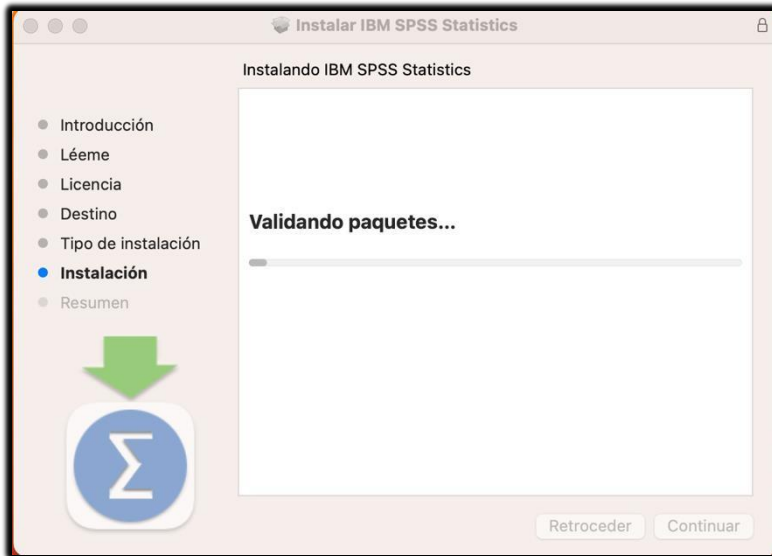 Instalar IBM SPSS Statistics
Instalando IBM SPSS Statistics
Introducción
Léeme
Licencia
Destino
Tipo de instalación
Instalación
Resumen
Validando paquetes...
Σ
Retroceder
Continuar